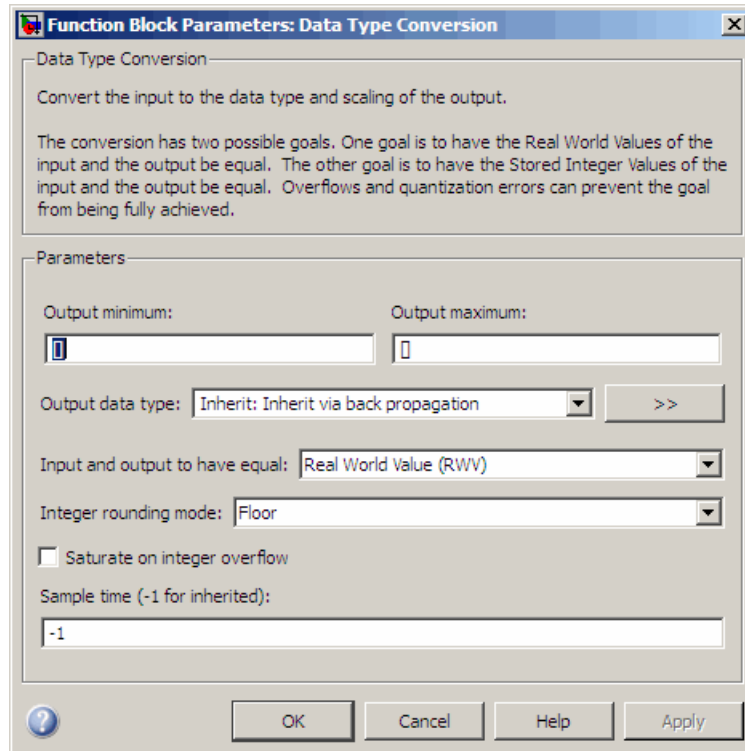 Function Block Parameters: Data Type Conversion
Data Type Conversion
Convert the input to the data type and scaling of the output.
The conversion has two possible goals. One goal is to have the Real World Values of the
input and the output be equal.  The other goal is to have the Stored Integer Values of the
input and the output be equal.  Overflows and quantization errors can prevent the goal
from being fully achieved.
Parameters
Output minimum:
Output maximum:
[]
[]
Output data type: Inherit: Inherit via back propagation >>
Input and output to have equal: Real World Value (RWV)
Integer rounding mode: Floor
Saturate on integer overflow
Sample time (-1 for inherited):
-1
? OK Cancel Help Apply